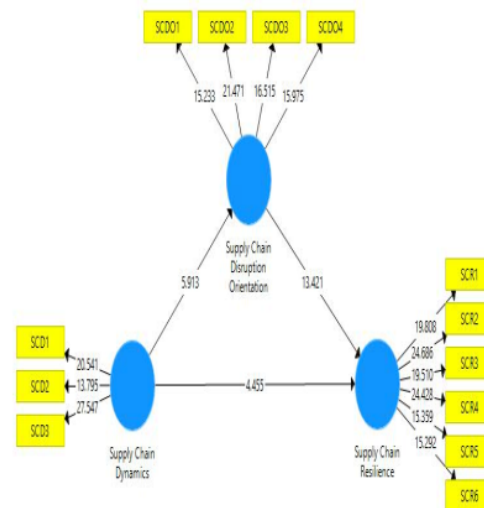 SCDO1 SCDO2 SCDO3 SCDO4
15.233 21.471 16.515 15.975
Supply Chain
Disruption
Orientation
5.913 13.421
SCR1
SCD1 19.808 SCR2
20.541 24.686
SCD2 13.795 4.455 19.510 SCR3
27.547 24.428 SCR4
SCD3 15.359
15.292 SCR5
Supply Chain
Dynamics
Supply Chain
Resilience
SCR6